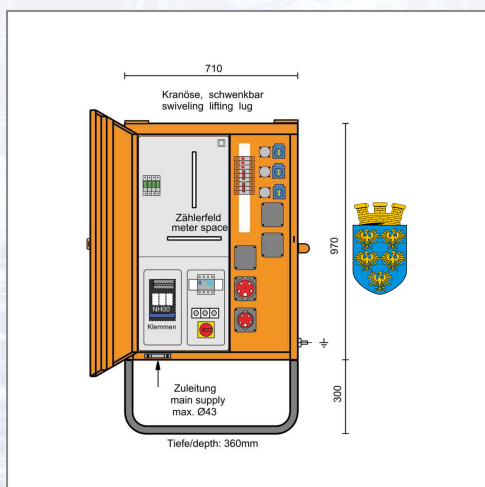 710
Kranöse, schwenkbar
swiveling lifting lug
Zählerfeld
meter space
970
NH00
Klemmen
Zuleitung
main supply
max. Ø43
300
Tiefe/depth: 360mm